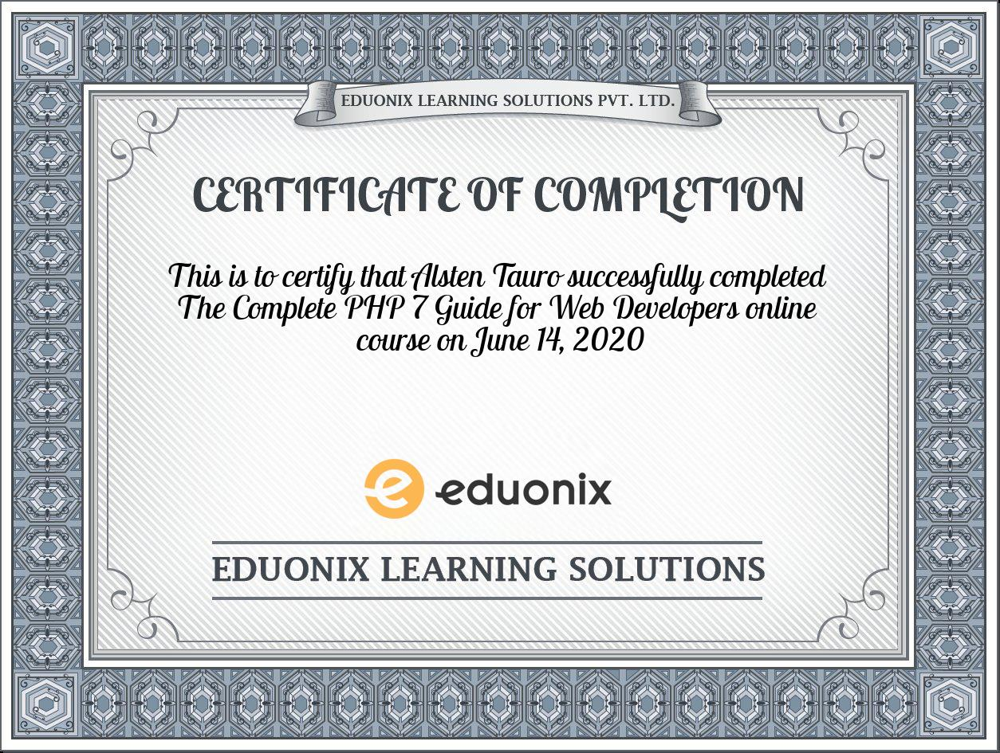 EDUONIX LEARNING SOLUTIONS PVT. LTD.
CERTIFICATE OF COMPLETION
This is to certify that Alsten Tauro successfully completed
The Complete PHP 7 Guide for Web Developers online
course on June 14, 2020
eduonix
EDUONIX LEARNING SOLUTIONS